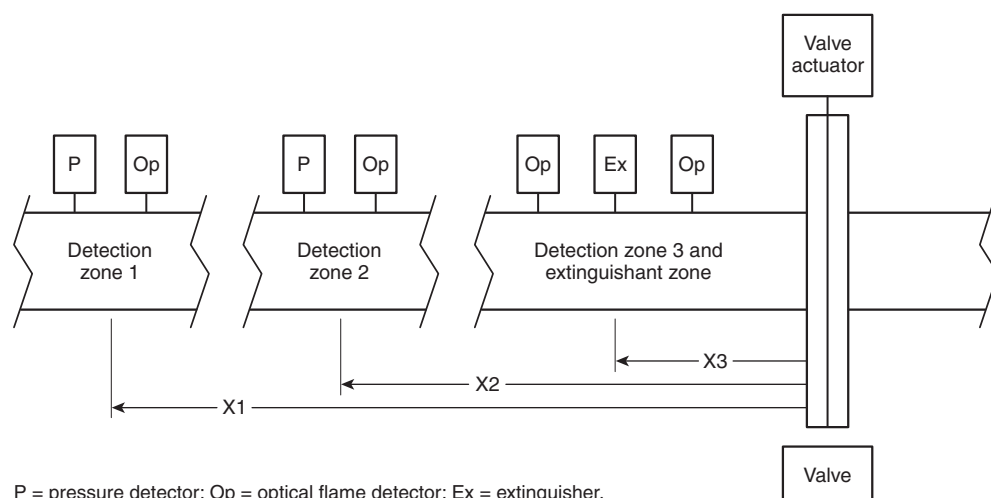 Valve
actuator
P
Op
P
Op
Op
Ex
Op
Detection
zone 1
Detection
zone 2
Detection zone 3 and
extinguishant zone
X3
X2
X1
Valve
P = pressure detector; Op = optical flame detector; Ex = extinguisher.